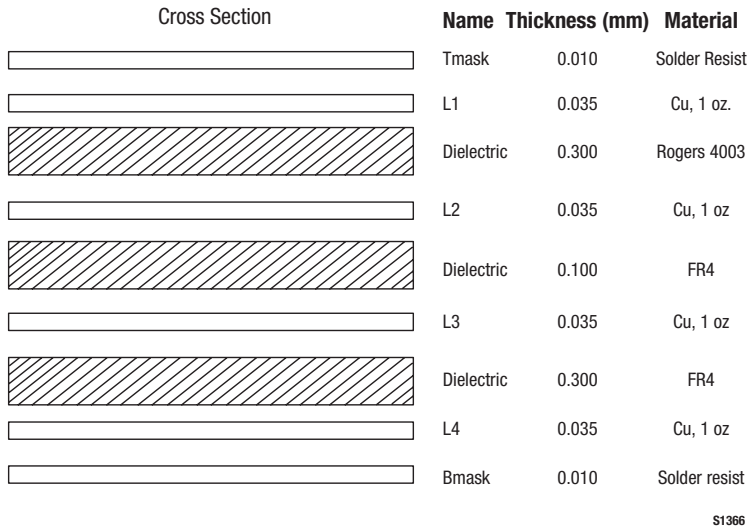 Cross Section Name Thickness (mm) Material
Tmask 0.010 Solder Resist
L1 0.035 Cu, 1 oz.
Dielectric 0.300 Rogers 4003
L2 0.035 Cu, 1 oz
Dielectric 0.100 FR4
L3 0.035 Cu, 1 oz
Dielectric 0.300 FR4
L4 0.035 Cu, 1 oz
Bmask 0.010 Solder resist
S1366